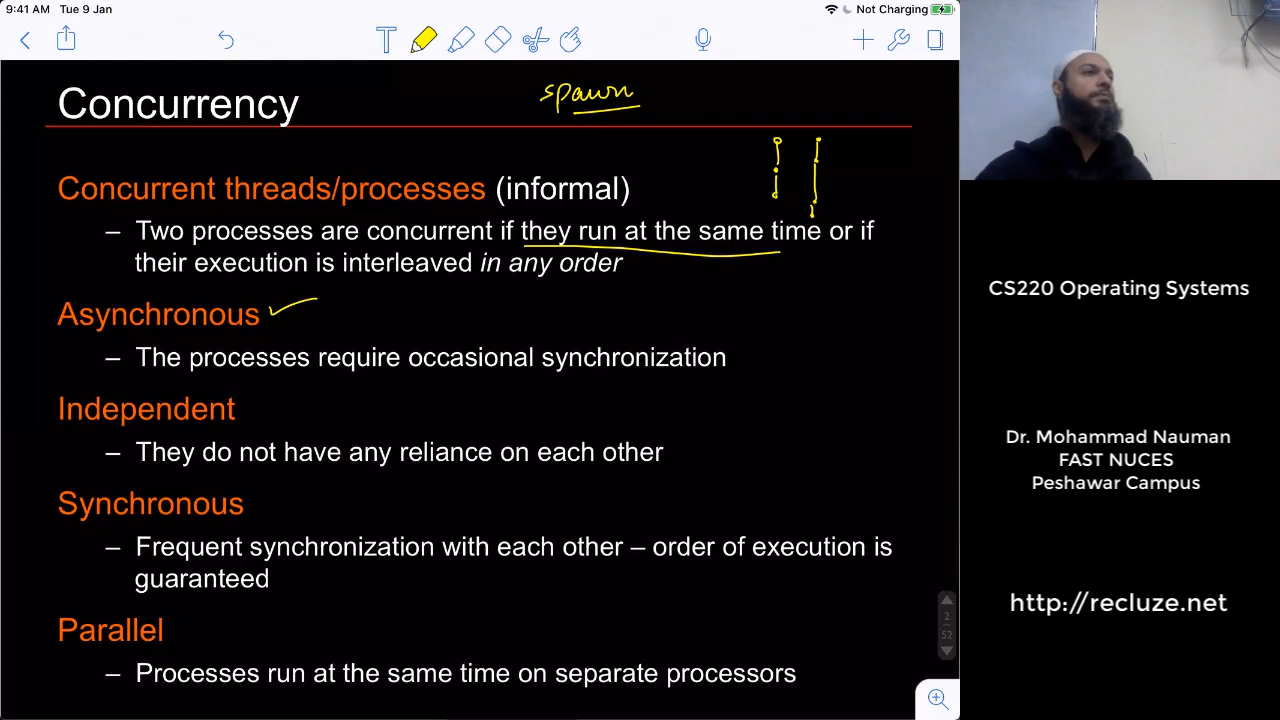 9:41 AM Tue 9 Jan
Not Charging
T
Concurrency
spawn
Concurrent threads/processes (informal)
– Two processes are concurrent if they run at the same time or if
their execution is interleaved in any order
Asynchronous
– The processes require occasional synchronization
Independent
– They do not have any reliance on each other
Synchronous
– Frequent synchronization with each other – order of execution is
guaranteed
Parallel
– Processes run at the same time on separate processors
2
52
CS220 Operating Systems
Dr. Mohammad Nauman
FAST NUCES
Peshawar Campus
http://recluze.net